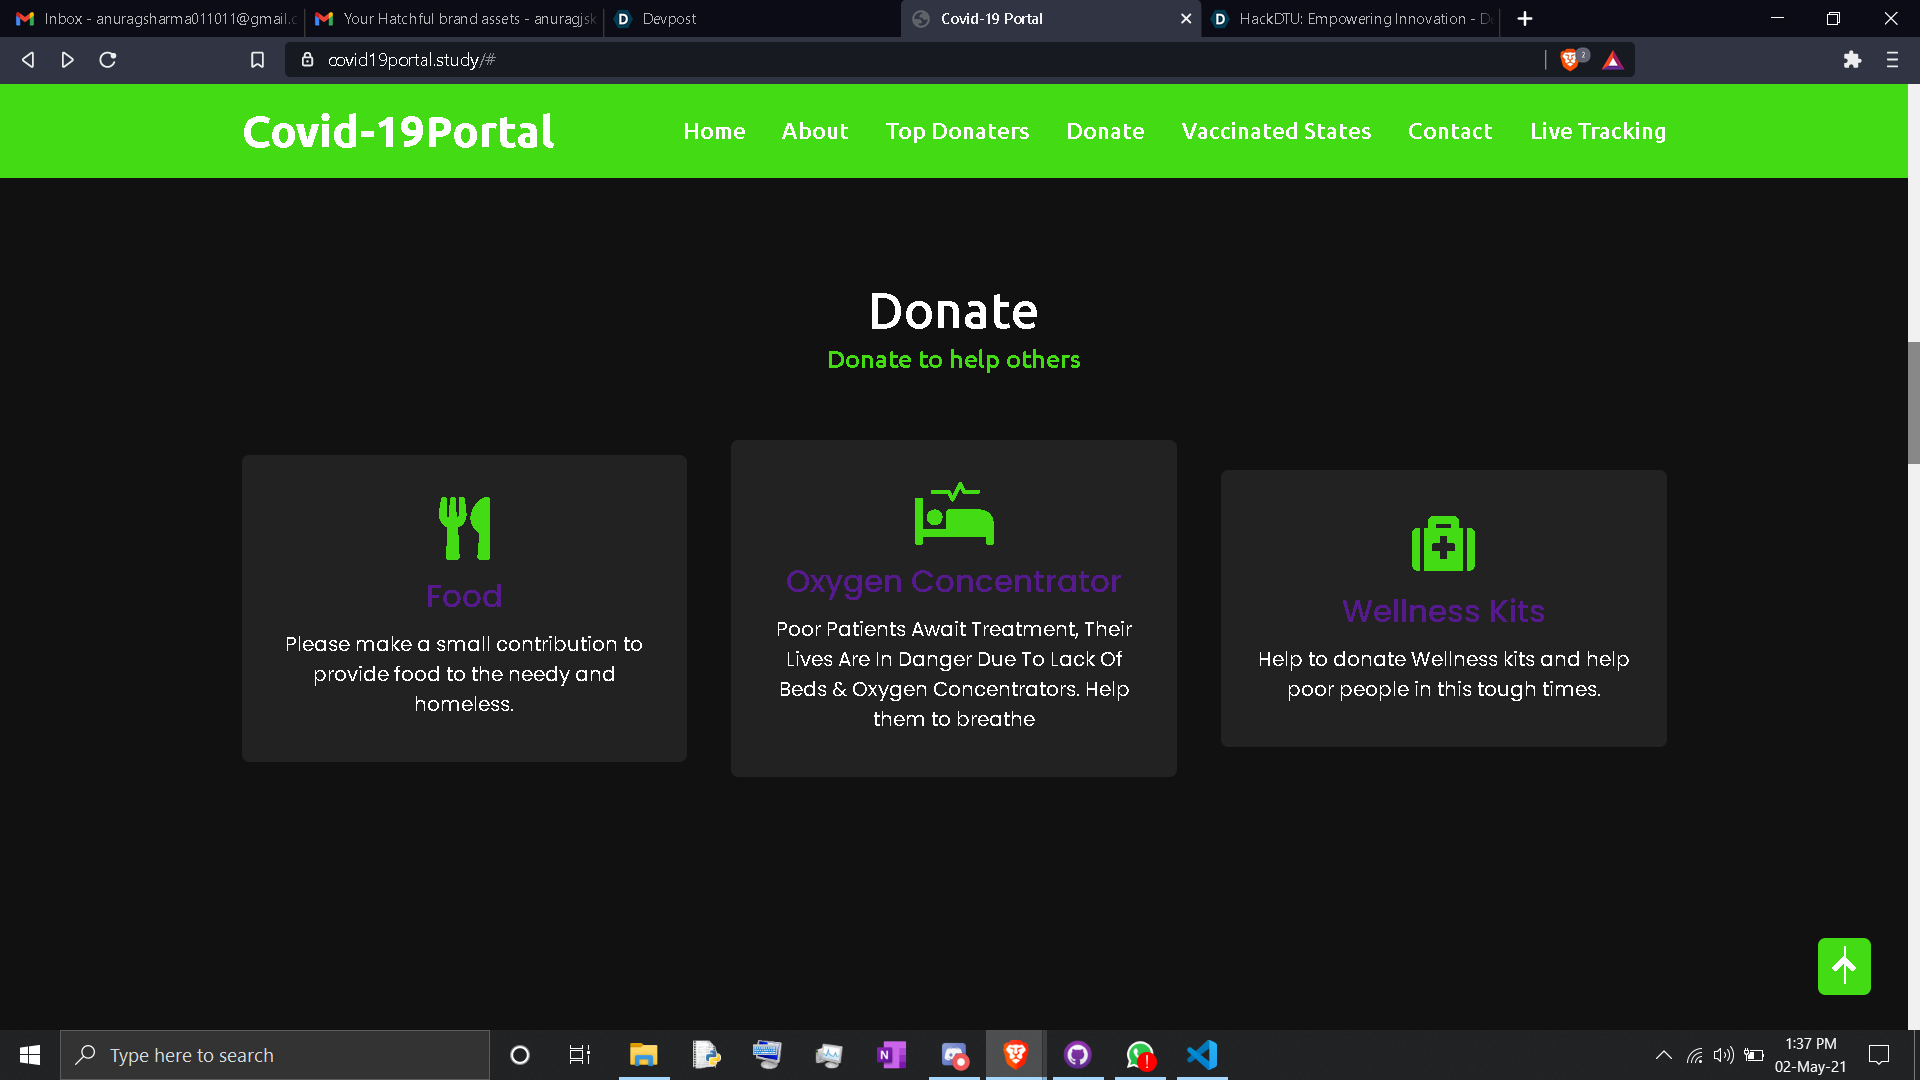 Inbox - anuragsharma011011@gmail.c
Your Hatchful brand assets - anuragjsk
Devpost
Covid-19 Portal
HackDTU: Empowering Innovation - D
covid19portal.study/#
2
Covid-19Portal
Home
About
Top Donaters
Donate
Vaccinated States
Contact
Live Tracking
Donate
Donate to help others
Food
Please make a small contribution to
provide food to the needy and
homeless.
Oxygen Concentrator
Poor Patients Await Treatment, Their
Lives Are In Danger Due To Lack Of
Beds & Oxygen Concentrators. Help
them to breathe
Wellness Kits
Help to donate Wellness kits and help
poor people in this tough times.
Type here to search
1:37 PM
02-May-21